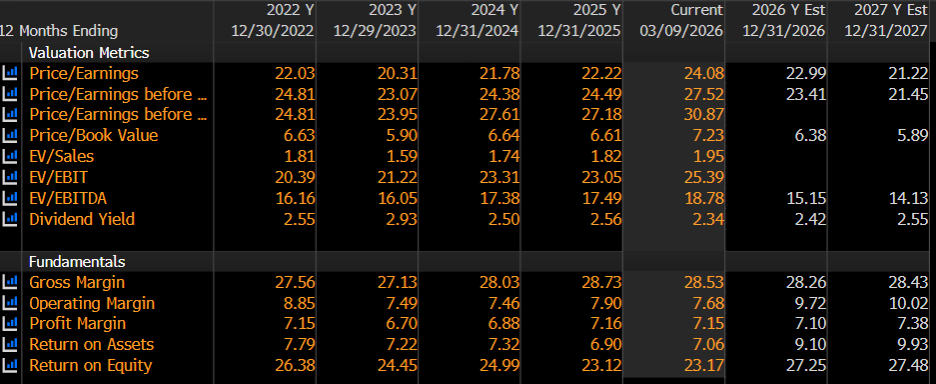 2022 Y 2023 Y 2024 Y 2025 Y Current 2026 Y Est 2027 Y Est
12 Months Ending 12/30/2022 12/29/2023 12/31/2024 12/31/2025 03/09/2026 12/31/2026 12/31/2027
Valuation Metrics
Price/Earnings 22.03 20.31 21.78 22.22 24.08 22.99 21.22
Price/Earnings before ... 24.81 23.07 24.38 24.49 27.52 23.41 21.45
Price/Earnings before ... 24.81 23.95 27.61 27.18 30.87
Price/Book Value 6.63 5.90 6.64 6.61 7.23 6.38 5.89
EV/Sales 1.81 1.59 1.74 1.82 1.95
EV/EBIT 20.39 21.22 23.31 23.05 25.39
EV/EBITDA 16.16 16.05 17.38 17.49 18.78 15.15 14.13
Dividend Yield 2.55 2.93 2.50 2.56 2.34 2.42 2.55
Fundamentals
Gross Margin 27.56 27.13 28.03 28.73 28.53 28.26 28.43
Operating Margin 8.85 7.49 7.46 7.90 7.68 9.72 10.02
Profit Margin 7.15 6.70 6.88 7.16 7.15 7.10 7.38
Return on Assets 7.79 7.22 7.32 6.90 7.06 9.10 9.93
Return on Equity 26.38 24.45 24.99 23.12 23.17 27.25 27.48